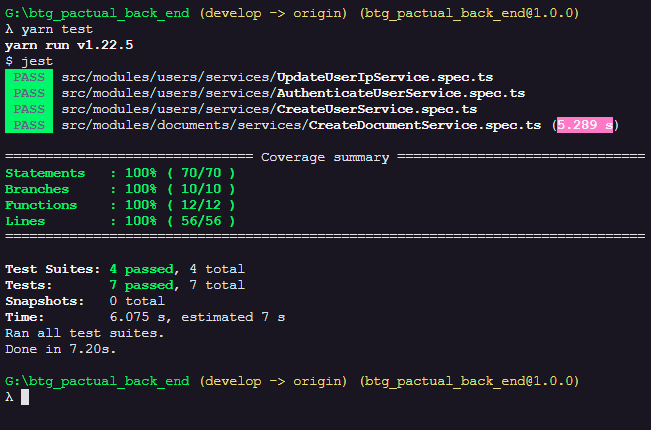 G:\btg_pactual_back_end (develop -> origin) (btg_pactual_back_end@1.0.0)
λ yarn test
yarn run v1.22.5
$ jest
PASS src/modules/users/services/UpdateUserIpService.spec.ts
PASS src/modules/users/services/AuthenticateUserService.spec.ts
PASS src/modules/users/services/CreateUserService.spec.ts
PASS src/modules/documents/services/CreateDocumentService.spec.ts (5.289 s)
=============================== Coverage summary ===============================
Statements   : 100% ( 70/70 )
Branches     : 100% ( 10/10 )
Functions    : 100% ( 12/12 )
Lines        : 100% ( 56/56 )
================================================================================
Test Suites: 4 passed, 4 total
Tests:       7 passed, 7 total
Snapshots:   0 total
Time:        6.075 s, estimated 7 s
Ran all test suites.
Done in 7.20s.
G:\btg_pactual_back_end (develop -> origin) (btg_pactual_back_end@1.0.0)
λ